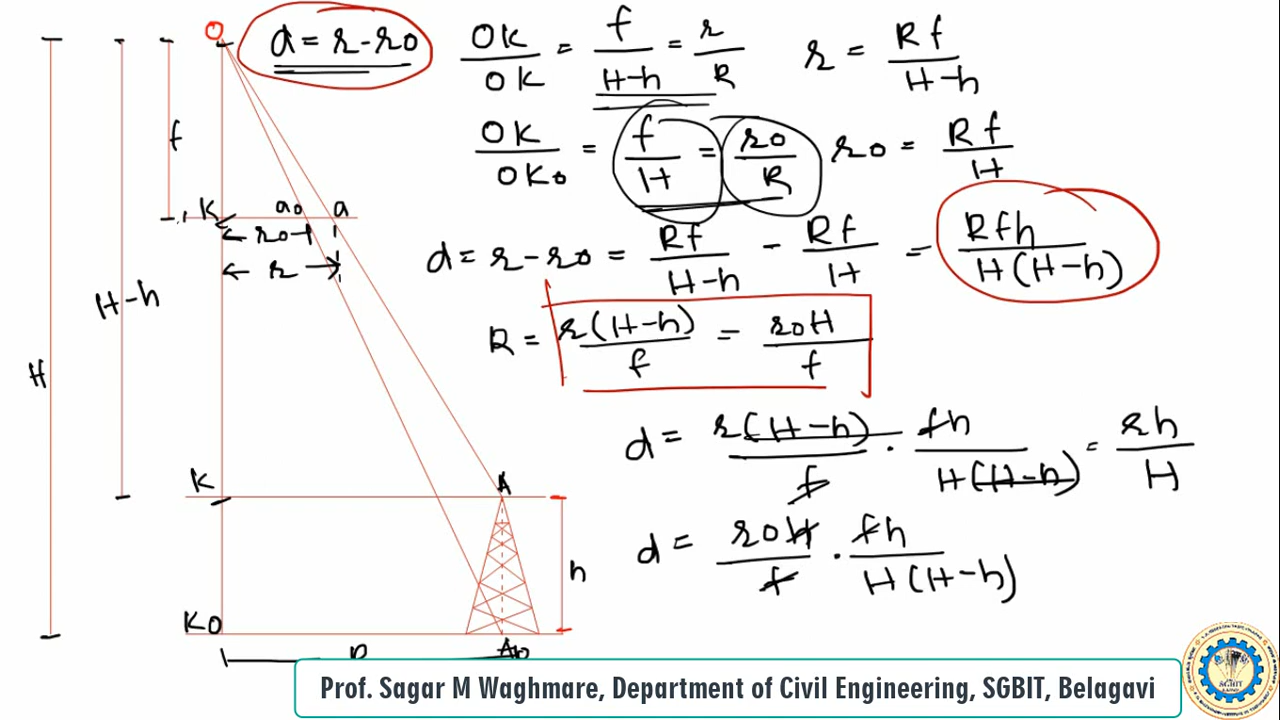 O
d = r - r0
OK/OK = f/H-h = r/R
r = Rf/H-h
OK/OK0 = f/H = r0/R
r0 = Rf/H
f
K a0 a
r0
r
d = r - r0 = Rf/H-h - Rf/H = Rfh/H(H-h)
H-h
R = r(H-h)/f = r0H/f
H
d = r(H-h)/f . fh/H(H-h) = rh/H
K A
d = r0H/f . fh/H(H-h)
h
K0 A0
R
Prof. Sagar M Waghmare, Department of Civil Engineering, SGBIT, Belagavi
SGBIT